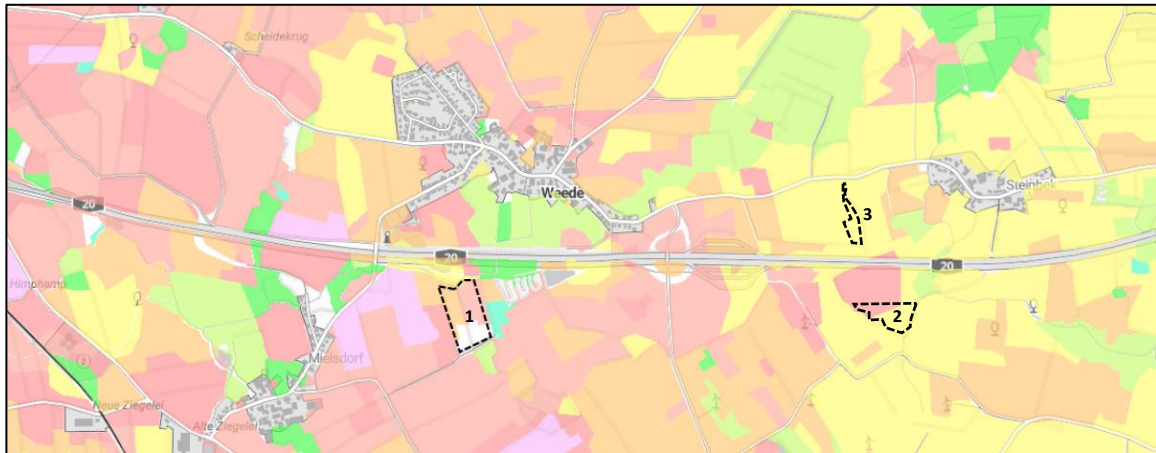 Scheidekrug
Weede
Steinbek
20
3
20
20
Himphamp
1
2
Mielsdorf
Neue Ziegelei
Alte Ziegelei